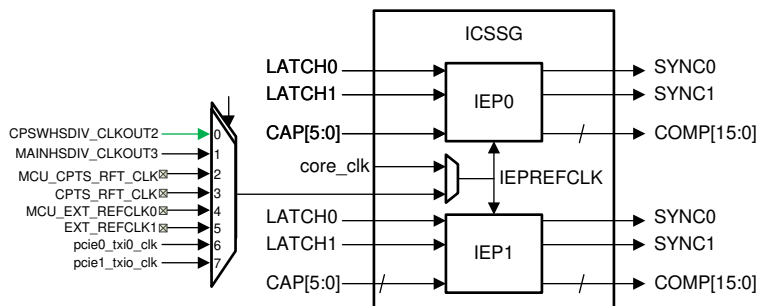 ICSSG
LATCH0
LATCH1
CAP[5:0]
IEP0
SYNC0
SYNC1
COMP[15:0]
CPSWHSDIV_CLKOUT2
MAINHSDIV_CLKOUT3
MCU_CPTS_RFT_CLK
CPTS_RFT_CLK
MCU_EXT_REFCLK0
EXT_REFCLK1
pcie0_txi0_clk
pcie1_txio_clk
0
1
2
3
4
5
6
7
core_clk
IEPREFCLK
LATCH0
LATCH1
CAP[5:0]
IEP1
SYNC0
SYNC1
COMP[15:0]